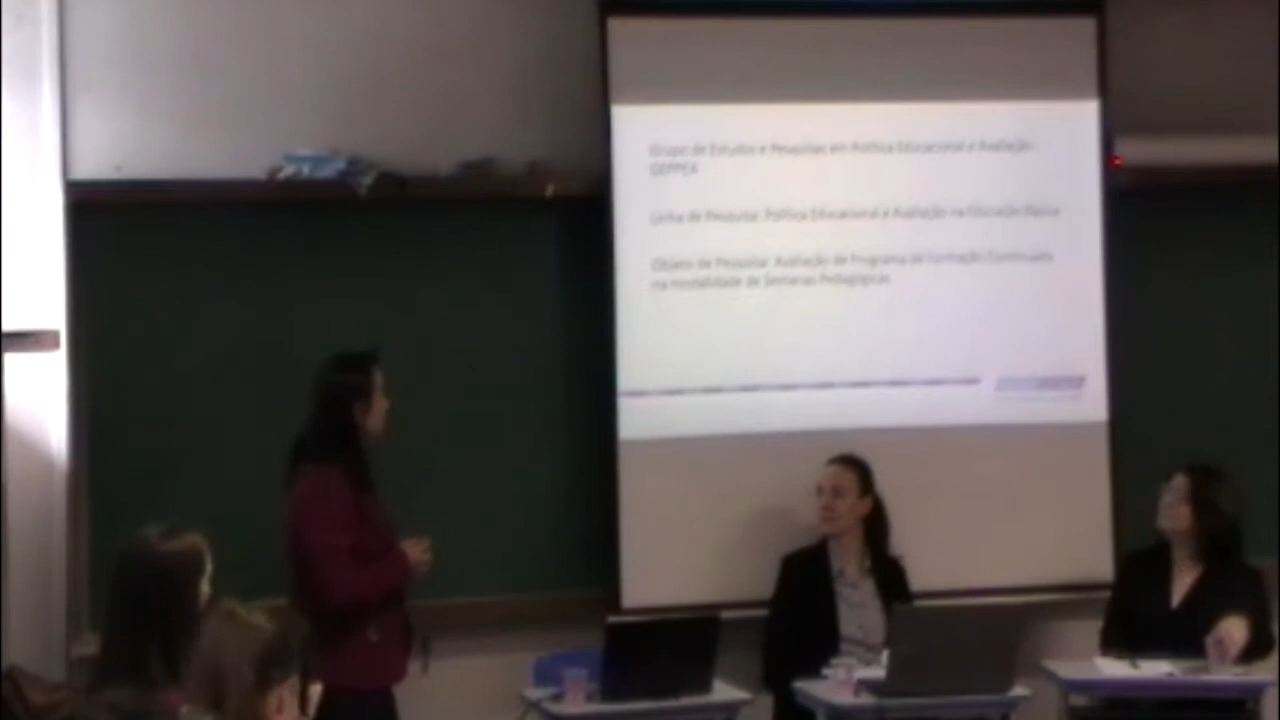 Grupo de Estudos e Pesquisas em Política Educacional e Avaliação
GEPPEA
Linha de Pesquisa: Política Educacional e Avaliação na Educação Básica
Objeto de Pesquisa: Avaliação de Programa de Formação Continuada
na modalidade de Semanas Pedagógicas